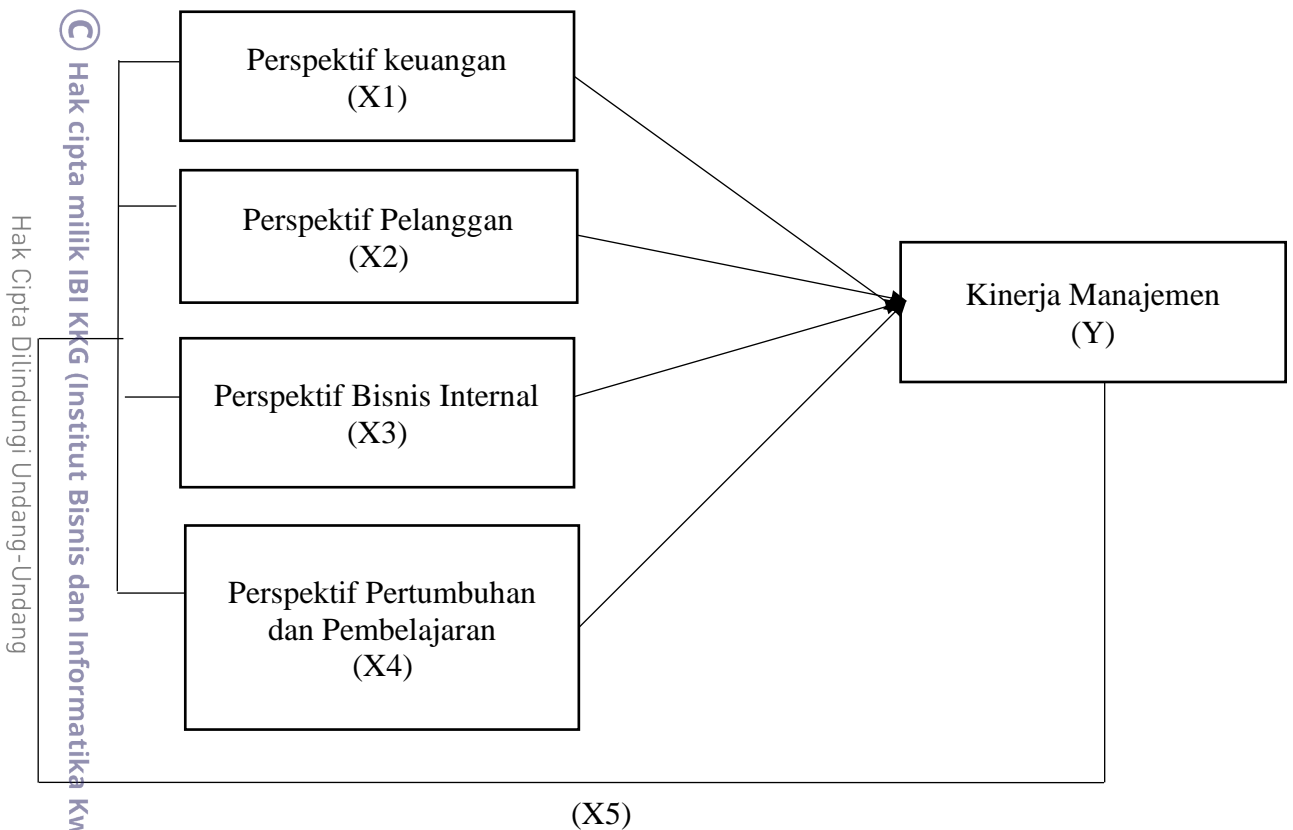 Perspektif keuangan
(X1)
Perspektif Pelanggan
(X2)
Perspektif Bisnis Internal
(X3)
Perspektif Pertumbuhan
dan Pembelajaran
(X4)
Kinerja Manajemen
(Y)
(X5)
© Hak cipta milik IBI KKG (Institut Bisnis dan Informatika Kw
Hak Cipta Dilindungi Undang-Undang